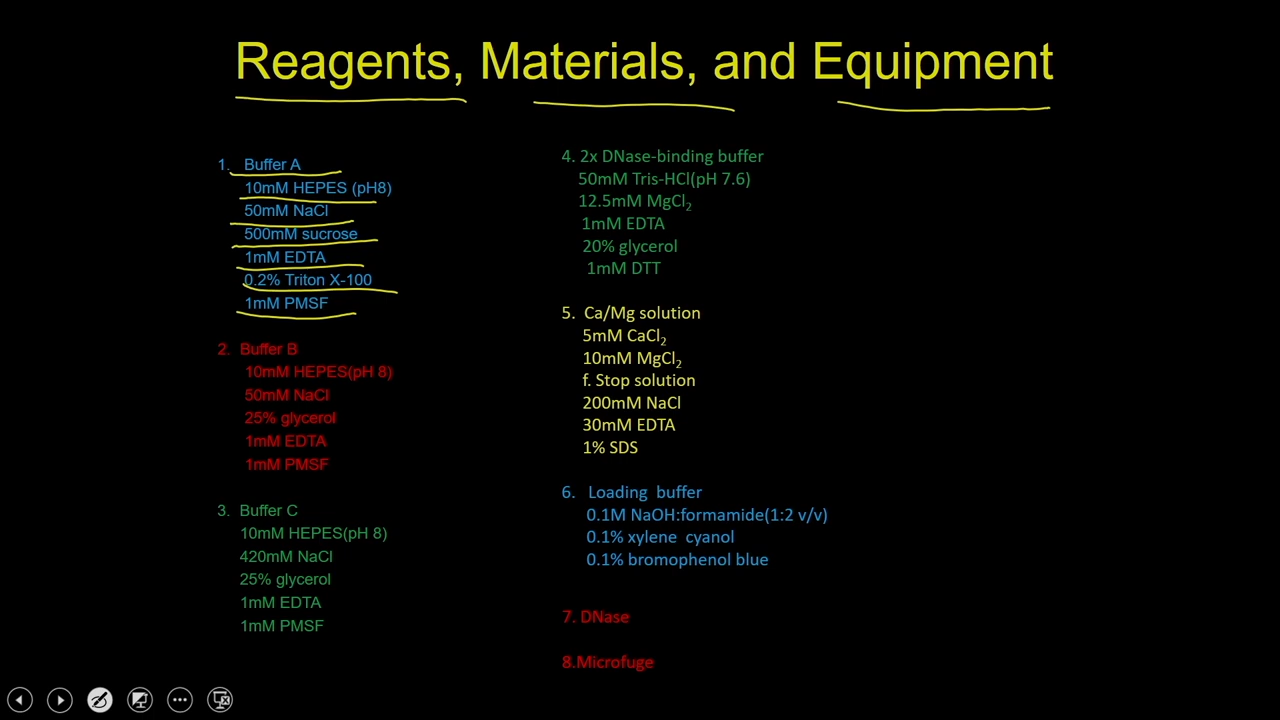 Reagents, Materials, and Equipment
1. Buffer A
10mM HEPES (pH8)
50mM NaCl
500mM sucrose
1mM EDTA
0.2% Triton X-100
1mM PMSF
2. Buffer B
10mM HEPES(pH 8)
50mM NaCl
25% glycerol
1mM EDTA
1mM PMSF
3. Buffer C
10mM HEPES(pH 8)
420mM NaCl
25% glycerol
1mM EDTA
1mM PMSF
4. 2x DNase-binding buffer
50mM Tris-HCl(pH 7.6)
12.5mM MgCl₂
1mM EDTA
20% glycerol
1mM DTT
5. Ca/Mg solution
5mM CaCl₂
10mM MgCl₂
f. Stop solution
200mM NaCl
30mM EDTA
1% SDS
6. Loading buffer
0.1M NaOH:formamide(1:2 v/v)
0.1% xylene cyanol
0.1% bromophenol blue
7. DNase
8.Microfuge